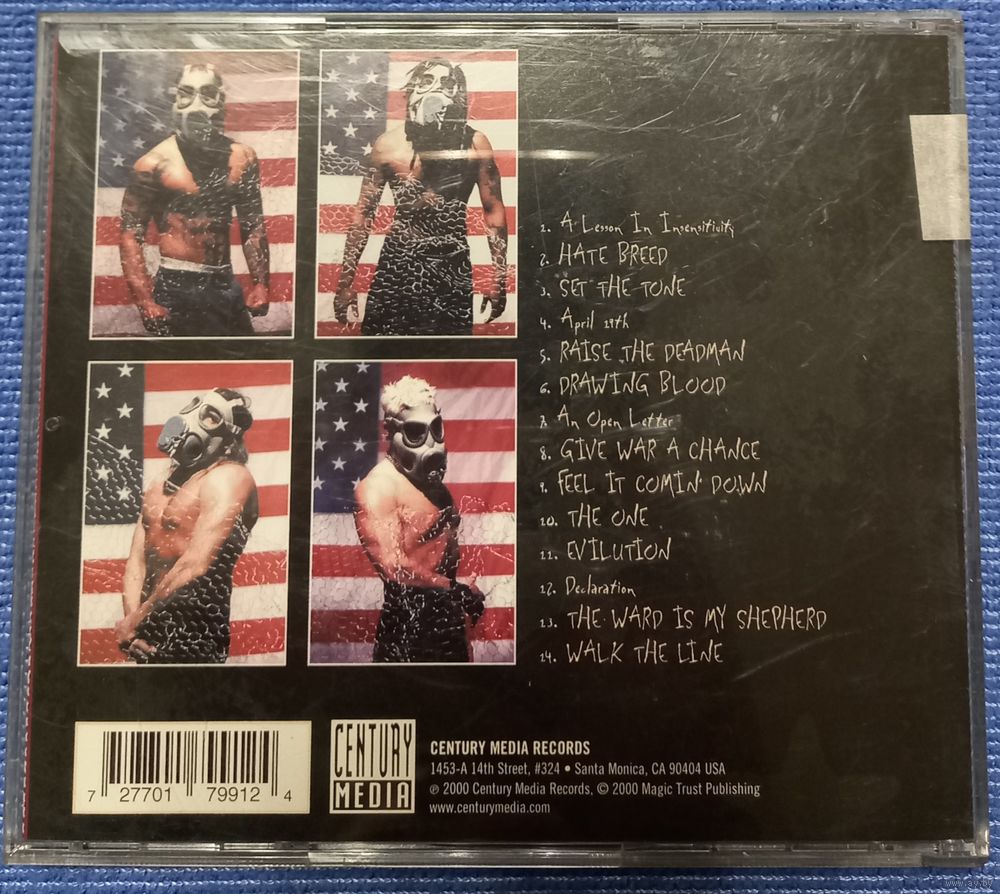 1. A Lesson In Insensitivity
2. HATE BREED
3. SET THE TONE
4. April 29th
5. RAISE THE DEADMAN
6. DRAWING BLOOD
7. An Open Letter
8. GIVE WAR A CHANCE
9. FEEL IT COMIN' DOWN
10. THE ONE
11. EVILUTION
12. Declaration
13. THE WARD IS MY SHEPHERD
14. WALK THE LINE
7 27701 79912 4
CENTURY
MEDIA
CENTURY MEDIA RECORDS
1453-A 14th Street, #324 • Santa Monica, CA 90404 USA
℗ 2000 Century Media Records, © 2000 Magic Trust Publishing
www.centurymedia.com
www.ay.by